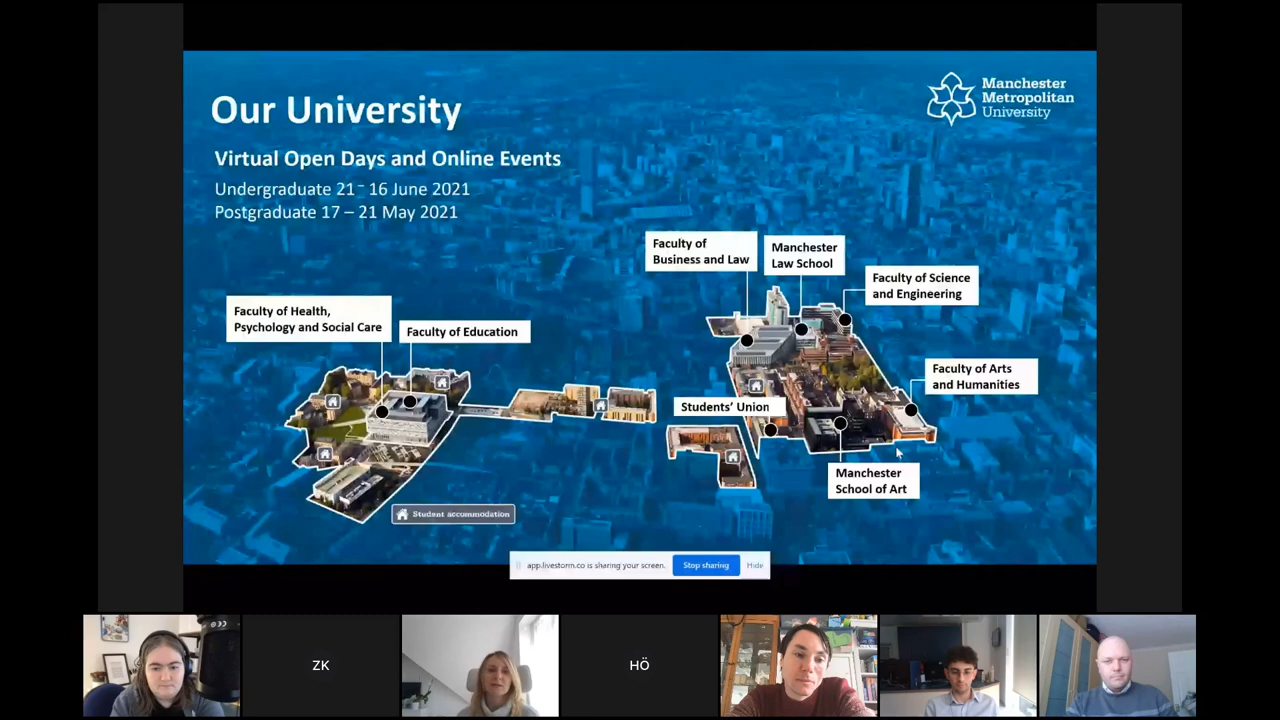 Our University
Manchester
Metropolitan
University
Virtual Open Days and Online Events
Undergraduate 21 – 16 June 2021
Postgraduate 17 – 21 May 2021
Faculty of
Business and Law
Manchester
Law School
Faculty of Science
and Engineering
Faculty of Health,
Psychology and Social Care
Faculty of Education
Faculty of Arts
and Humanities
Students’ Union
Manchester
School of Art
Student accommodation
app.livestorm.co is sharing your screen.
Stop sharing
Hide
ZK
HÖ